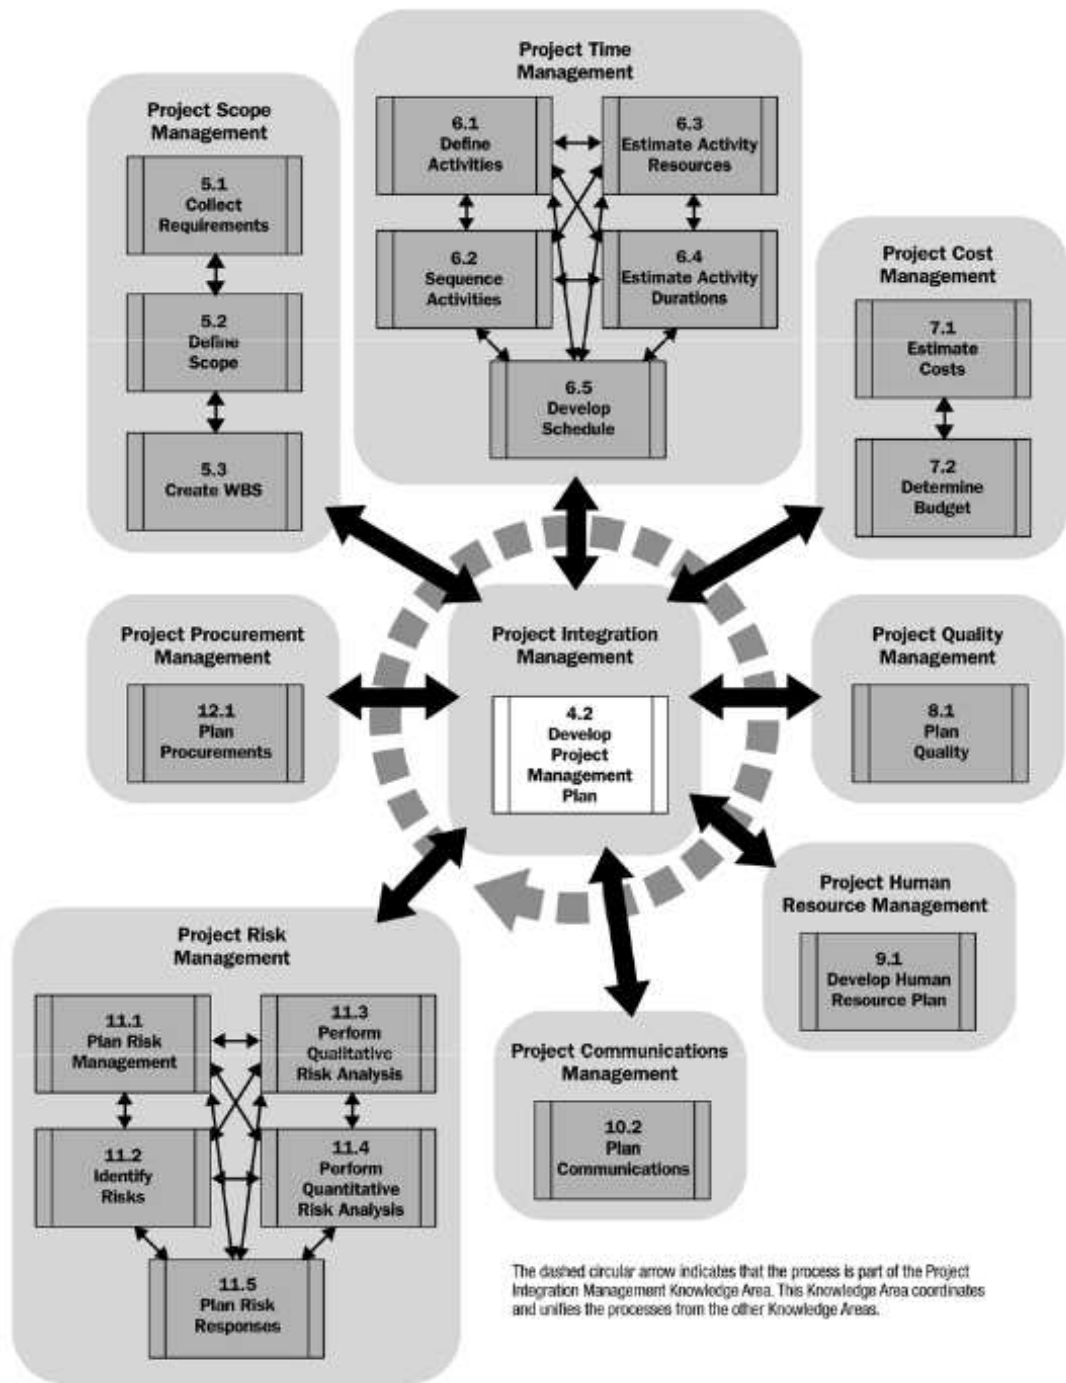 Project Time
Management
6.1
Define
Activities
6.3
Estimate Activity
Resources
6.2
Sequence
Activities
6.4
Estimate Activity
Durations
6.5
Develop
Schedule
Project Scope
Management
5.1
Collect
Requirements
5.2
Define
Scope
5.3
Create WBS
Project Cost
Management
7.1
Estimate
Costs
7.2
Determine
Budget
Project Procurement
Management
12.1
Plan
Procurements
Project Integration
Management
4.2
Develop
Project
Management
Plan
Project Quality
Management
8.1
Plan
Quality
Project Human
Resource Management
9.1
Develop Human
Resource Plan
Project Risk
Management
11.1
Plan Risk
Management
11.3
Perform
Qualitative
Risk Analysis
11.2
Identify
Risks
11.4
Perform
Quantitative
Risk Analysis
11.5
Plan Risk
Responses
Project Communications
Management
10.2
Plan
Communications
The dashed circular arrow indicates that the process is part of the Project
Integration Management Knowledge Area. This Knowledge Area coordinates
and unifies the processes from the other Knowledge Areas.